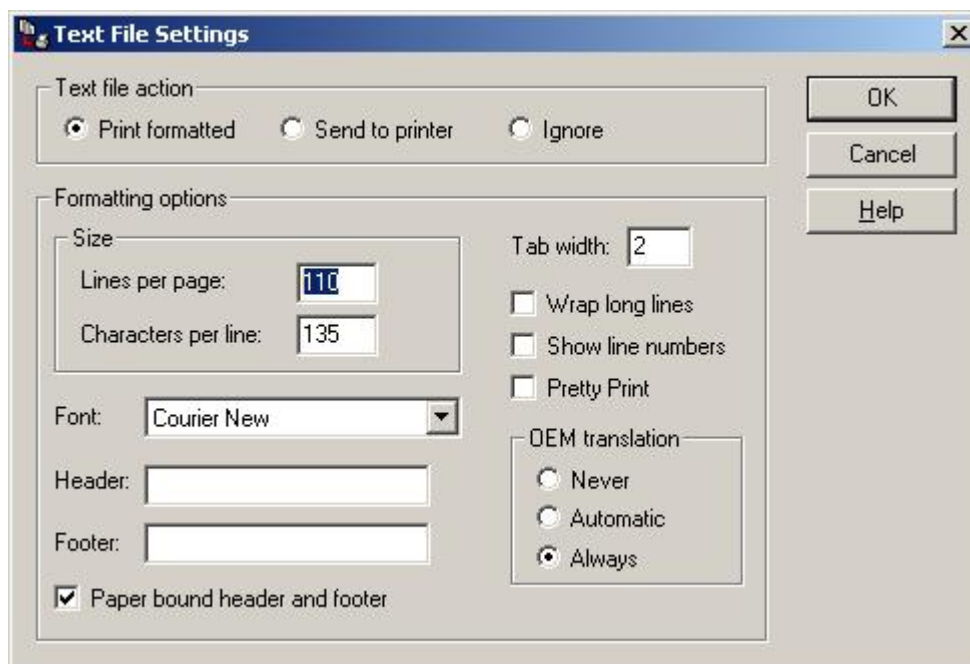 Text File Settings
Text file action
Print formatted
Send to printer
Ignore
OK
Cancel
Help
Formatting options
Size
Lines per page: 110
Characters per line: 135
Tab width: 2
Wrap long lines
Show line numbers
Pretty Print
Font: Courier New
Header:
Footer:
Paper bound header and footer
OEM translation
Never
Automatic
Always